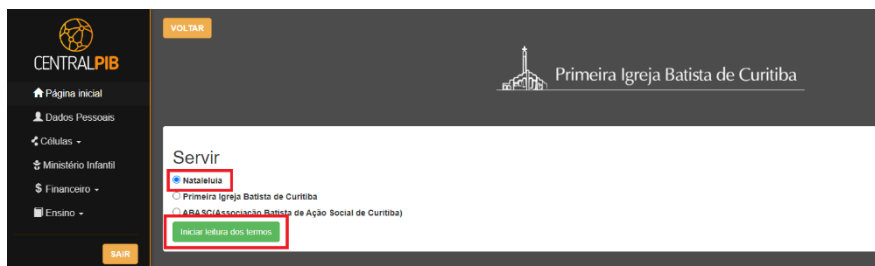 CENTRALPIB
Página inicial
Dados Pessoais
Células
Ministério Infantil
$ Financeiro
Ensino
SAIR
VOLTAR
Primeira Igreja Batista de Curitiba
Servir
Nataleluia
Primeira Igreja Batista de Curitiba
ABASC(Associação Batista de Ação Social de Curitiba)
Iniciar leitura dos termos